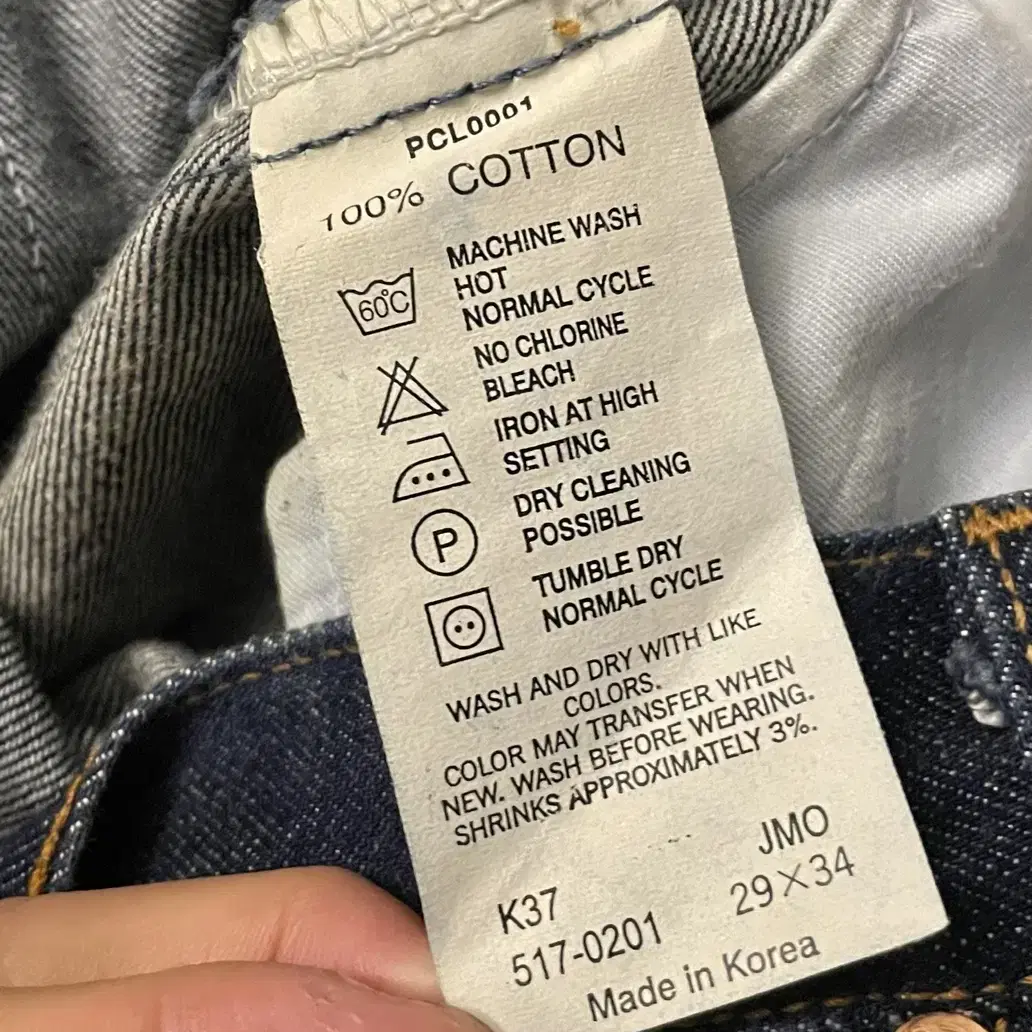 PCL0001
100% COTTON
60°C
MACHINE WASH
HOT
NORMAL CYCLE
NO CHLORINE
BLEACH
IRON AT HIGH
SETTING
P
DRY CLEANING
POSSIBLE
TUMBLE DRY
NORMAL CYCLE
WASH AND DRY WITH LIKE
COLORS.
COLOR MAY TRANSFER WHEN
NEW. WASH BEFORE WEARING.
SHRINKS APPROXIMATELY 3%.
K37 JMO
517-0201 29×34
Made in Korea